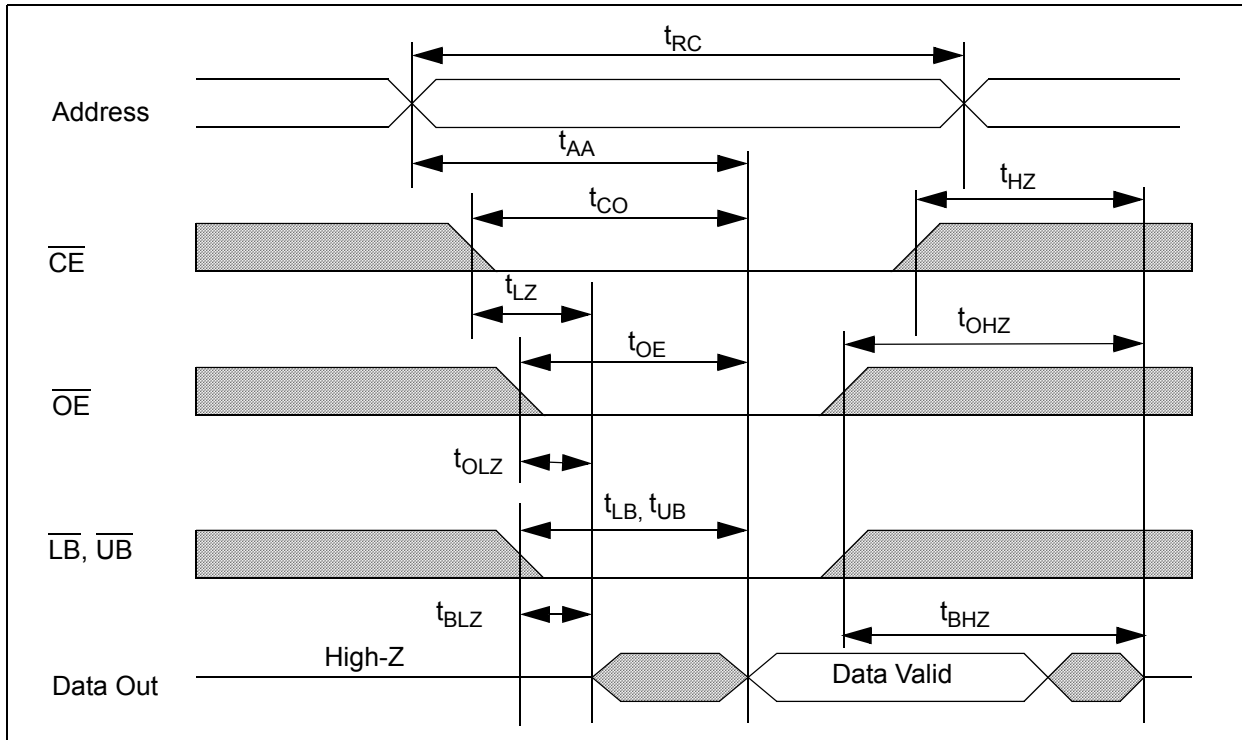 tRC
Address
tAA
tHZ
tCO
CE
tLZ
tOHZ
tOE
OE
tOLZ
tLB, tUB
LB, UB
tBLZ
tBHZ
High-Z
Data Valid
Data Out